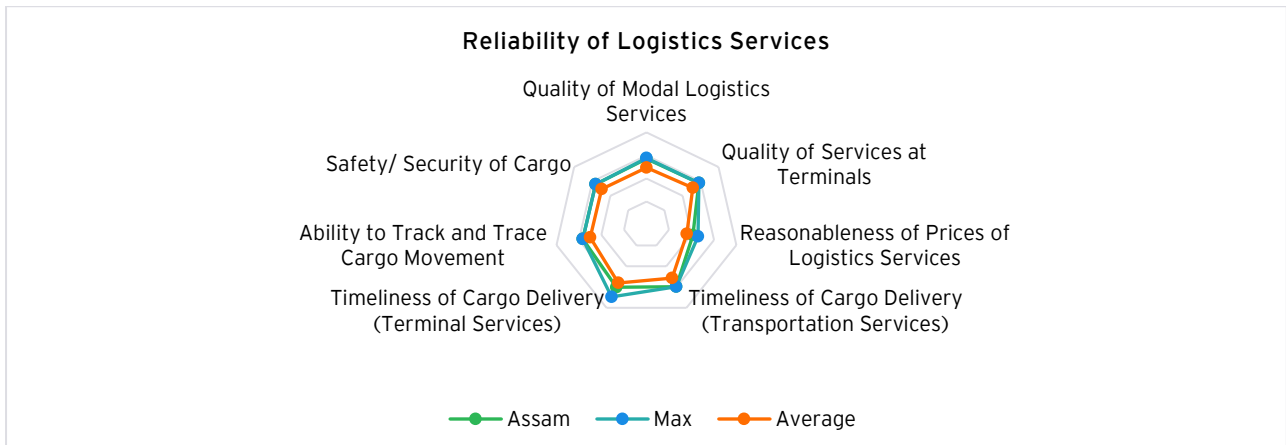 Reliability of Logistics Services
Quality of Modal Logistics
Services
Quality of Services at
Terminals
Reasonableness of Prices of
Logistics Services
Timeliness of Cargo Delivery
(Transportation Services)
Timeliness of Cargo Delivery
(Terminal Services)
Ability to Track and Trace
Cargo Movement
Safety/ Security of Cargo
Assam
Max
Average